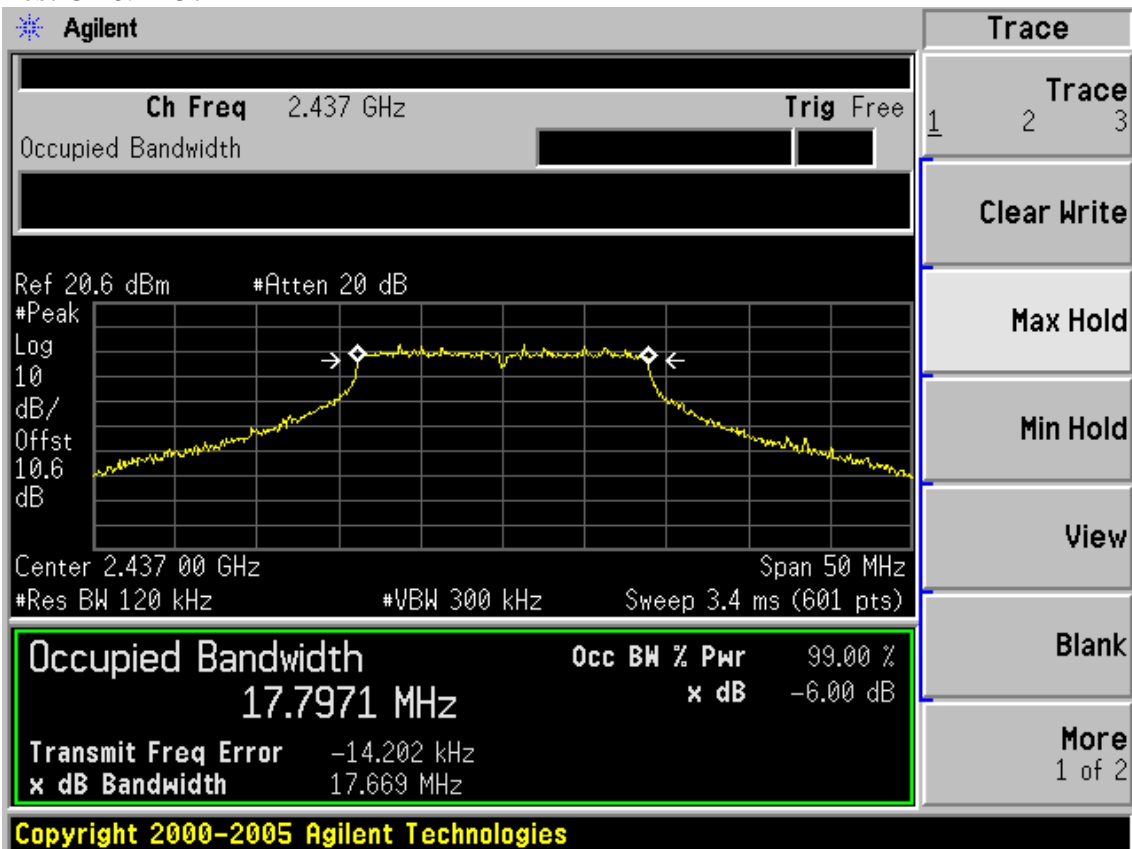 Agilent
Trace
Ch Freq 2.437 GHz Trig Free
Occupied Bandwidth
Trace
1 2 3
Clear Write
Max Hold
Min Hold
View
Blank
More
1 of 2
Ref 20.6 dBm #Atten 20 dB
#Peak
Log
10
dB/
Offst
10.6
dB
Center 2.437 00 GHz Span 50 MHz
#Res BW 120 kHz #VBW 300 kHz Sweep 3.4 ms (601 pts)
Occupied Bandwidth Occ BW % Pwr 99.00 %
17.7971 MHz x dB -6.00 dB
Transmit Freq Error -14.202 kHz
x dB Bandwidth 17.669 MHz
Copyright 2000-2005 Agilent Technologies